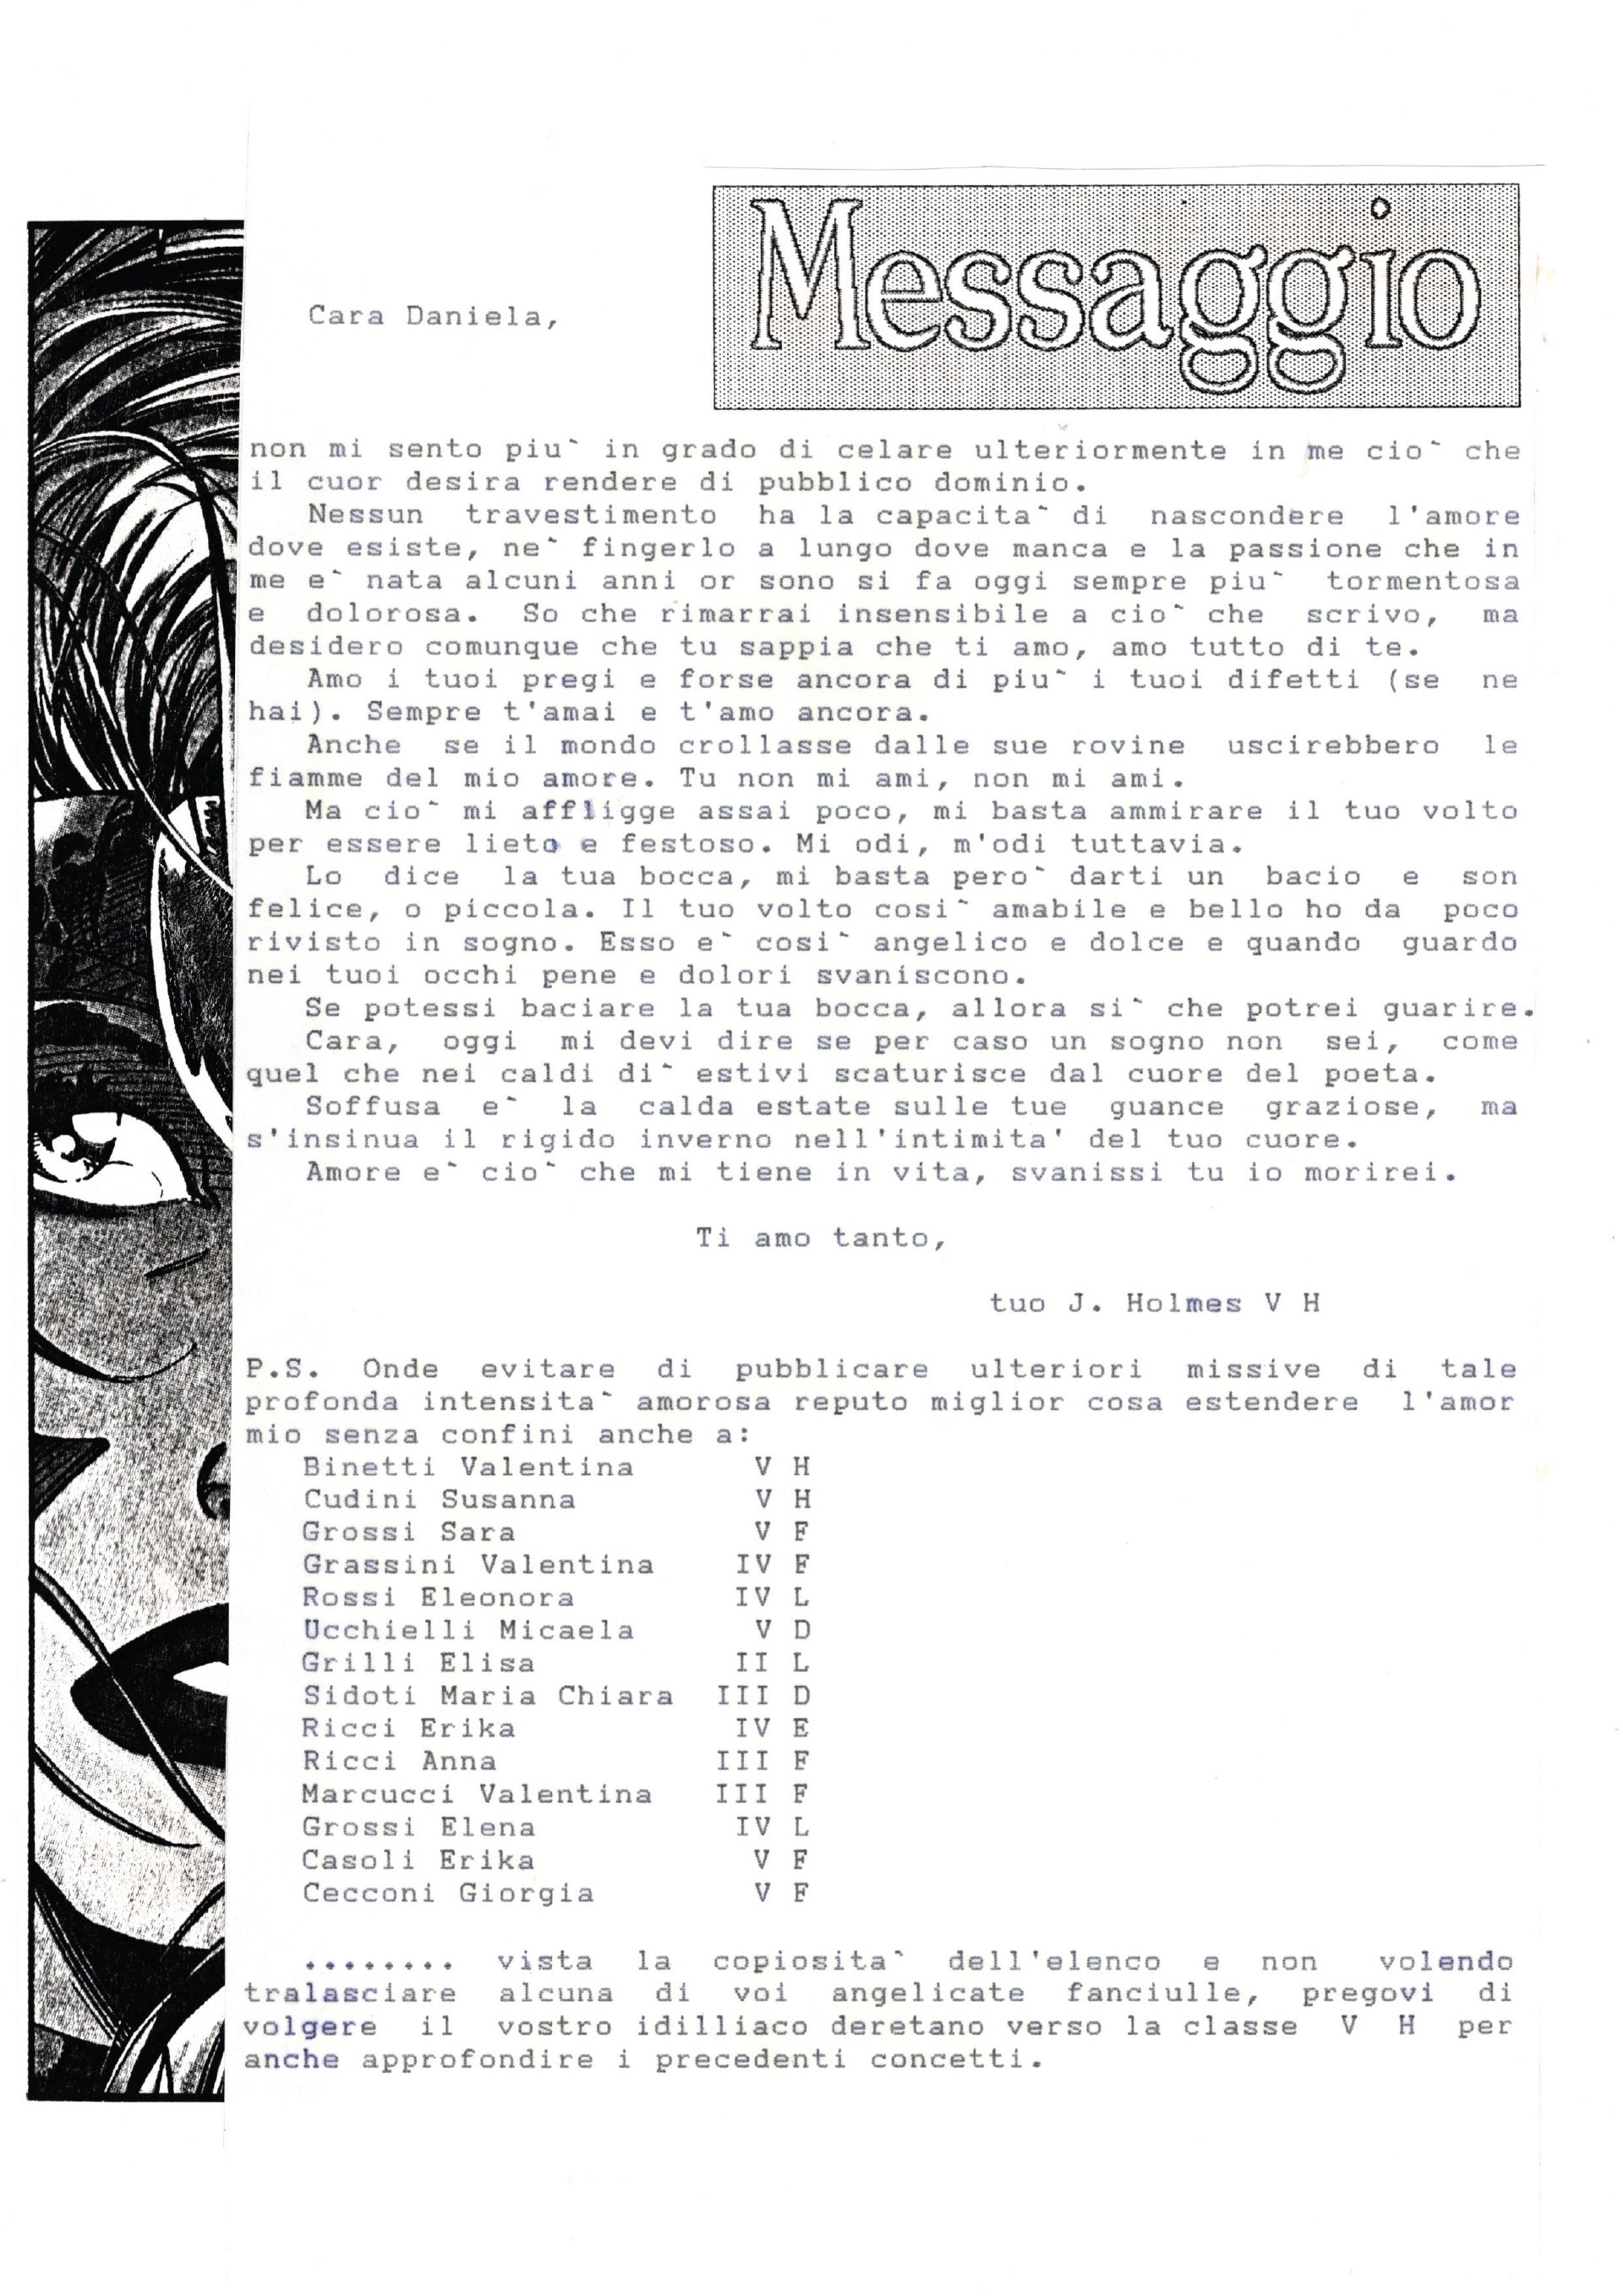 Messaggio
Cara Daniela,
non mi sento piu` in grado di celare ulteriormente in me cio` che
il cuor desira rendere di pubblico dominio.
Nessun travestimento ha la capacita` di nascondere l'amore
dove esiste, ne` fingerlo a lungo dove manca e la passione che in
me e` nata alcuni anni or sono si fa oggi sempre piu` tormentosa
e dolorosa. So che rimarrai insensibile a cio` che scrivo, ma
desidero comunque che tu sappia che ti amo, amo tutto di te.
Amo i tuoi pregi e forse ancora di piu` i tuoi difetti (se ne
hai). Sempre t'amai e t'amo ancora.
Anche se il mondo crollasse dalle sue rovine uscirebbero le
fiamme del mio amore. Tu non mi ami, non mi ami.
Ma cio` mi affligge assai poco, mi basta ammirare il tuo volto
per essere lieto e festoso. Mi odi, m'odi tuttavia.
Lo dice la tua bocca, mi basta pero` darti un bacio e son
felice, o piccola. Il tuo volto cosi` amabile e bello ho da poco
rivisto in sogno. Esso e` cosi` angelico e dolce e quando guardo
nei tuoi occhi pene e dolori svaniscono.
Se potessi baciare la tua bocca, allora si` che potrei guarire.
Cara, oggi mi devi dire se per caso un sogno non sei, come
quel che nei caldi di` estivi scaturisce dal cuore del poeta.
Soffusa e` la calda estate sulle tue guance graziose, ma
s'insinua il rigido inverno nell'intimita' del tuo cuore.
Amore e` cio` che mi tiene in vita, svanissi tu io morirei.
Ti amo tanto,
tuo J. Holmes V H
P.S. Onde evitare di pubblicare ulteriori missive di tale
profonda intensita` amorosa reputo miglior cosa estendere l'amor
mio senza confini anche a:
Binetti Valentina V H
Cudini Susanna V H
Grossi Sara V F
Grassini Valentina IV F
Rossi Eleonora IV L
Ucchielli Micaela V D
Grilli Elisa II L
Sidoti Maria Chiara III D
Ricci Erika IV E
Ricci Anna III F
Marcucci Valentina III F
Grossi Elena IV L
Casoli Erika V F
Cecconi Giorgia V F
........ vista la copiosita` dell'elenco e non volendo
tralasciare alcuna di voi angelicate fanciulle, pregovi di
volgere il vostro idilliaco deretano verso la classe V H per
anche approfondire i precedenti concetti.